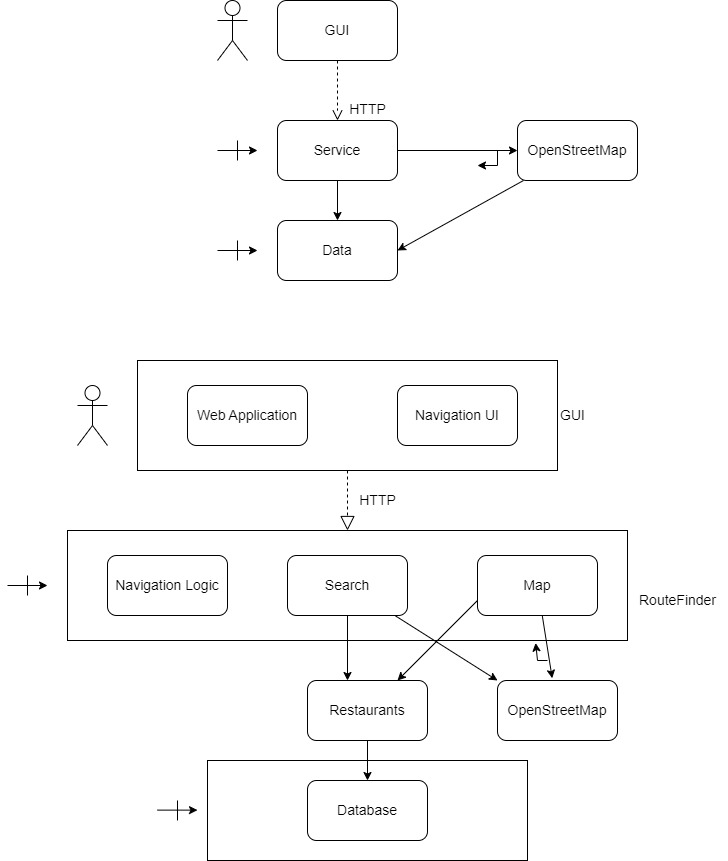 GUI
HTTP
Service
OpenStreetMap
Data
Web Application
Navigation UI
GUI
HTTP
Navigation Logic
Search
Map
RouteFinder
Restaurants
OpenStreetMap
Database